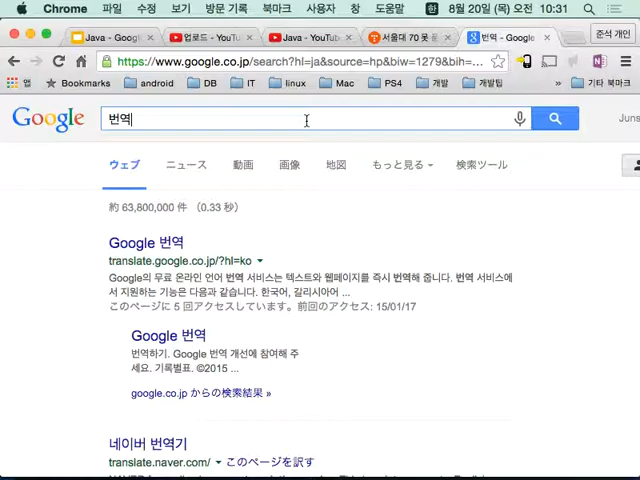 Chrome 파일 수정 보기 방문 기록 북마크 사용자 창 도움말 한 8월 20일 (목) 오전 10:31
Java - Goog 업로드 - YouTu Java - YouTub 서울대 70 못 푼 번역 - Google 준석 개인
https://www.google.co.jp/search?hl=ja&source=hp&biw=1279&bih=...
앱 Bookmarks android DB IT linux Mac PS4 개발 개발팁 » 기타 북마크
Google 번역 Juns
ウェブ ニュース 動画 画像 地図 もっと見る 検索ツール
約 63,800,000 件 (0.33 秒)
Google 번역
translate.google.co.jp/?hl=ko
Google의 무료 온라인 언어 번역 서비스는 텍스트와 웹페이지를 즉시 번역해 줍니다. 번역 서비스에
서 지원하는 기능은 다음과 같습니다. 한국어, 갈리시아어 ...
このページに 5 回アクセスしています。前回のアクセス: 15/01/17
Google 번역
번역하기. Google 번역 개선에 참여해 주
세요. 기록별표. ©2015 ...
google.co.jp からの検索結果 »
네이버 번역기
translate.naver.com/ このページを訳す